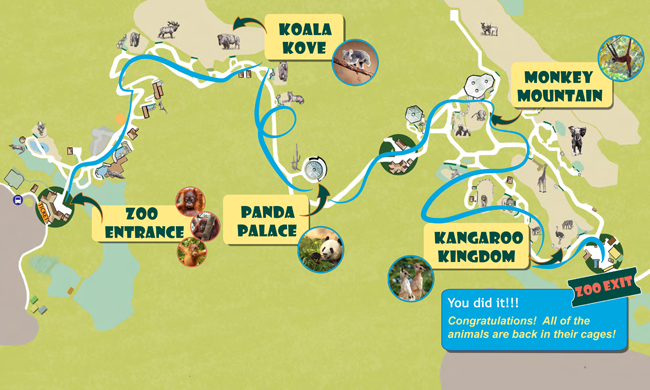 KOALA
KOVE
MONKEY
MOUNTAIN
ZOO
ENTRANCE
PANDA
PALACE
KANGAROO
KINGDOM
ZOO EXIT
You did it!!!
Congratulations!  All of the
animals are back in their cages!